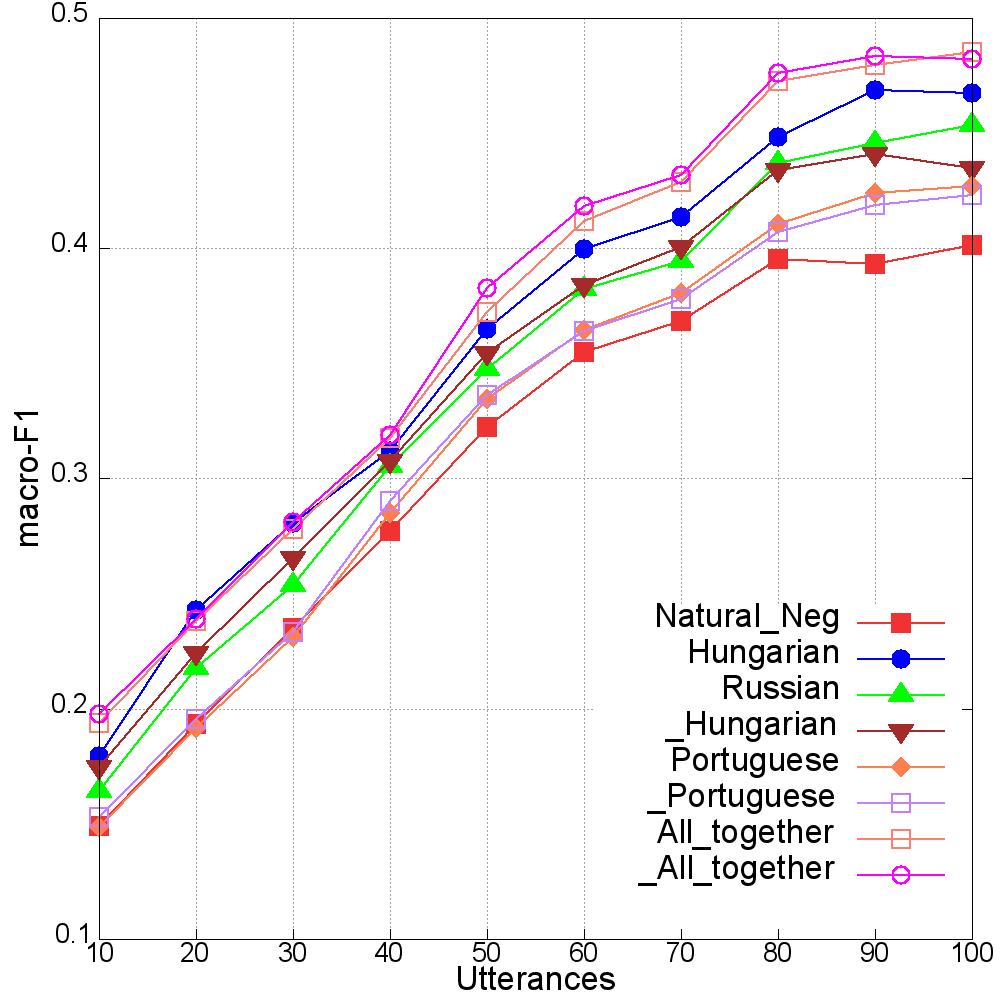 0.5
0.4
0.3
0.2
0.1
macro-F1
Natural_Neg
Hungarian
Russian
_Hungarian
Portuguese
_Portuguese
All_together
_All_together
10 20 30 40 50 60 70 80 90 100
Utterances